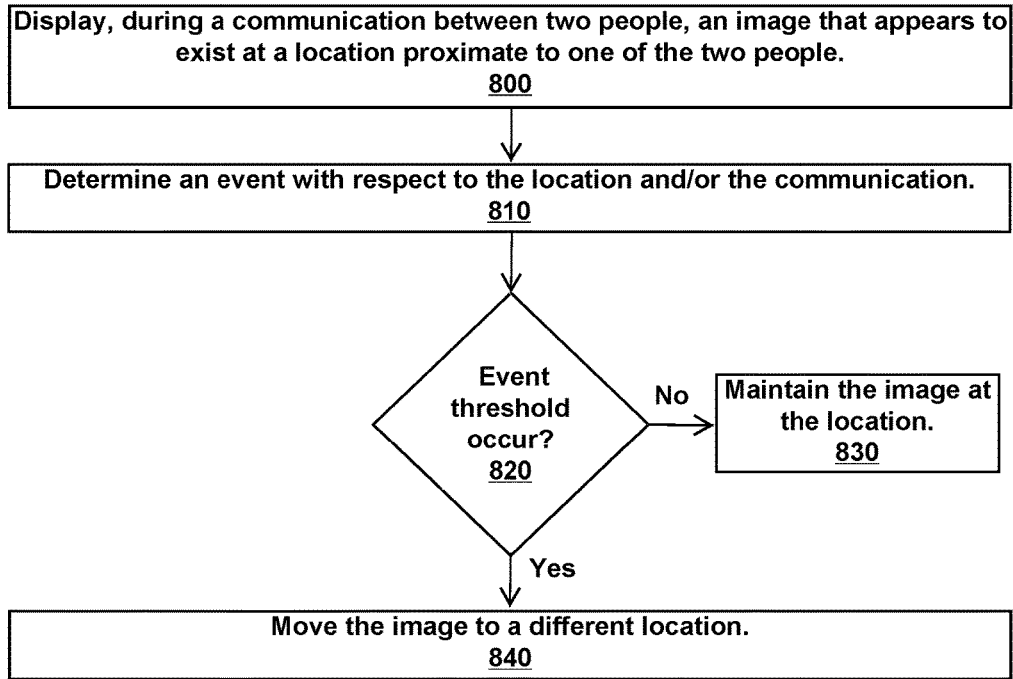 Display, during a communication between two people, an image that appears to
exist at a location proximate to one of the two people.
800
Determine an event with respect to the location and/or the communication.
810
Event
threshold
occur?
820
No
Maintain the image at
the location.
830
Yes
Move the image to a different location.
840